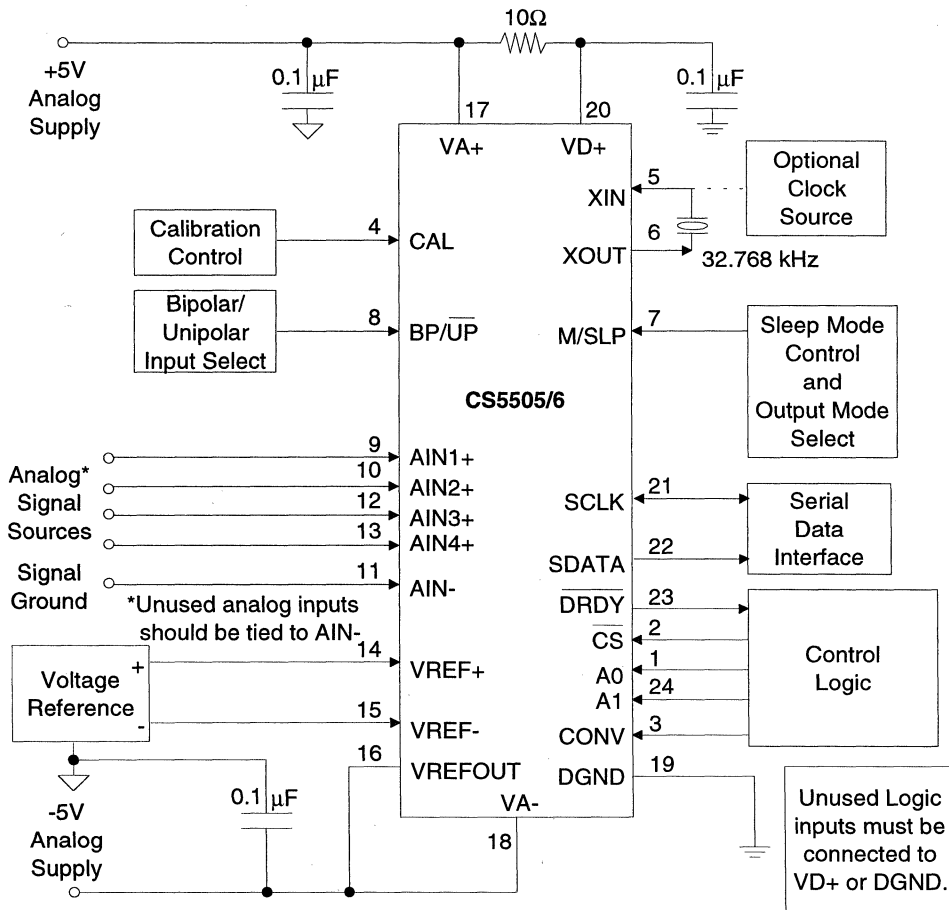 10Ω
+5V
Analog
Supply
0.1 μF
0.1 μF
17
20
VA+
VD+
Optional
Clock
Source
5
XIN
6
XOUT
32.768 kHz
Calibration
Control
4
CAL
Bipolar/
Unipolar
Input Select
8
BP/U̅P̅
7
M/SLP
Sleep Mode
Control
and
Output Mode
Select
CS5505/6
Analog*
Signal
Sources
9
AIN1+
10
AIN2+
12
AIN3+
13
AIN4+
Signal
Ground
11
AIN-
*Unused analog inputs
should be tied to AIN-
21
SCLK
Serial
Data
Interface
22
SDATA
23
D̅R̅D̅Y̅
2
C̅S̅
1
A0
24
A1
3
CONV
Control
Logic
Voltage
Reference
+
-
14
VREF+
15
VREF-
16
VREFOUT
19
DGND
VA-
18
0.1 μF
-5V
Analog
Supply
Unused Logic
inputs must be
connected to
VD+ or DGND.